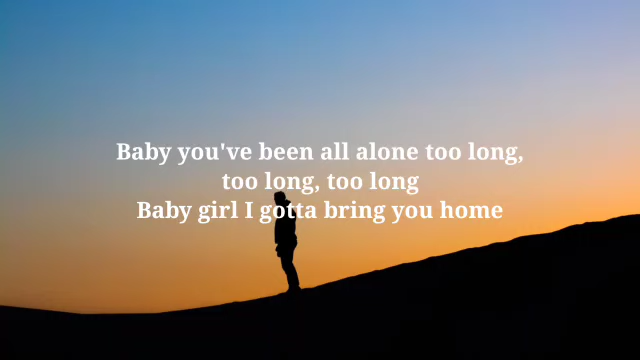 Baby you've been all alone too long,
too long, too long
Baby girl I gotta bring you home